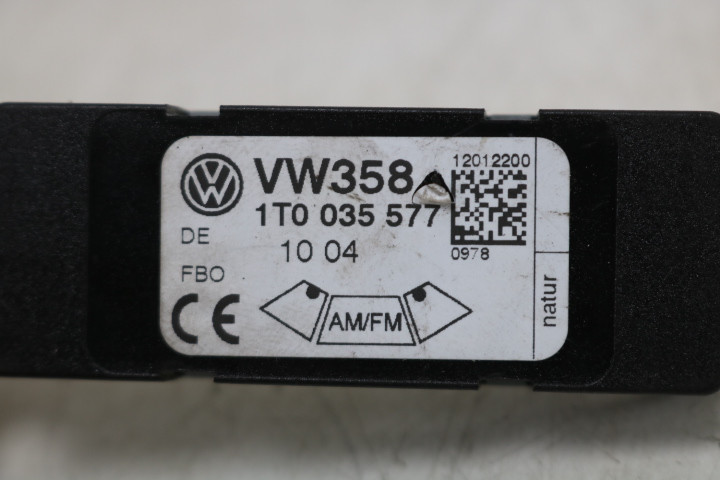 VW358
12012200
1T0 035 577
DE
10 04
0978
FBO
CE
AM/FM
natur